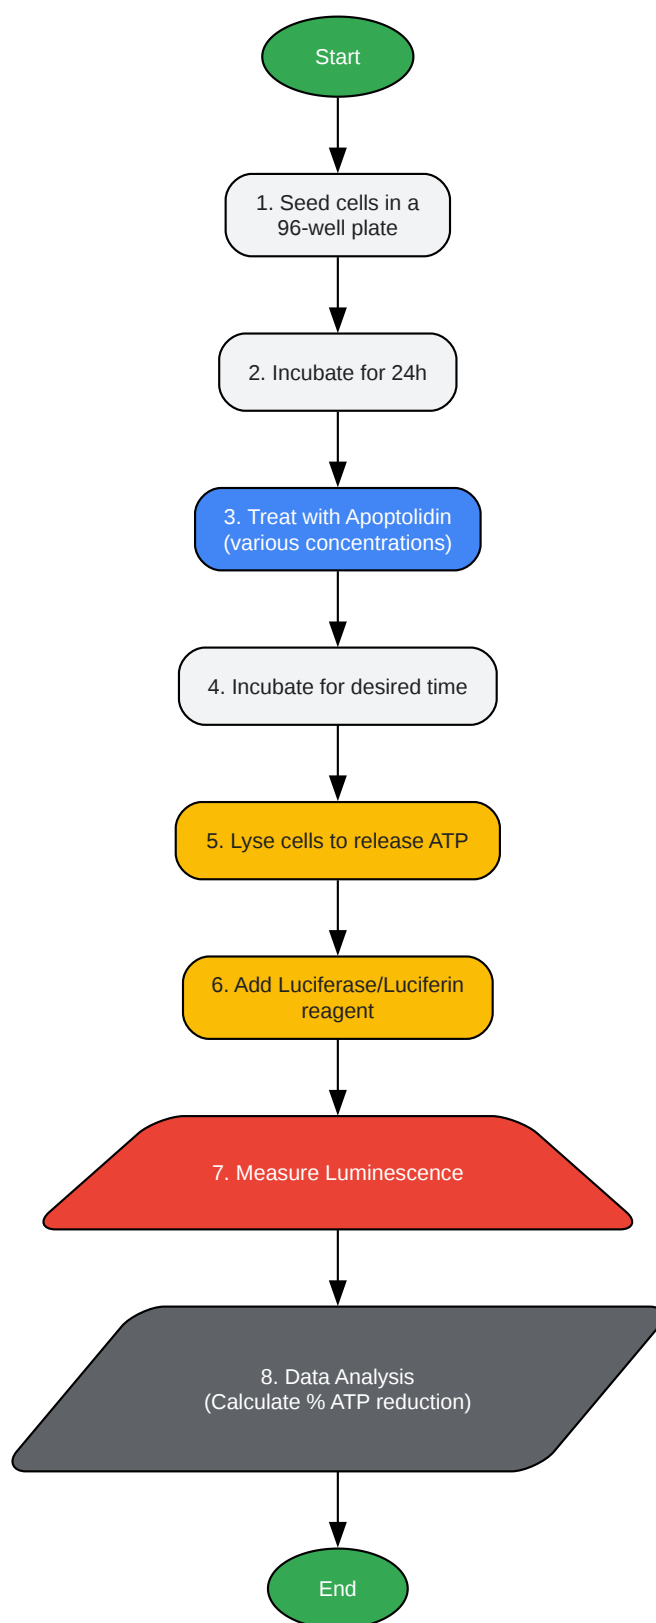 Start
1. Seed cells in a
96-well plate
2. Incubate for 24h
3. Treat with Apoptolidin
(various concentrations)
4. Incubate for desired time
5. Lyse cells to release ATP
6. Add Luciferase/Luciferin
reagent
7. Measure Luminescence
8. Data Analysis
(Calculate % ATP reduction)
End